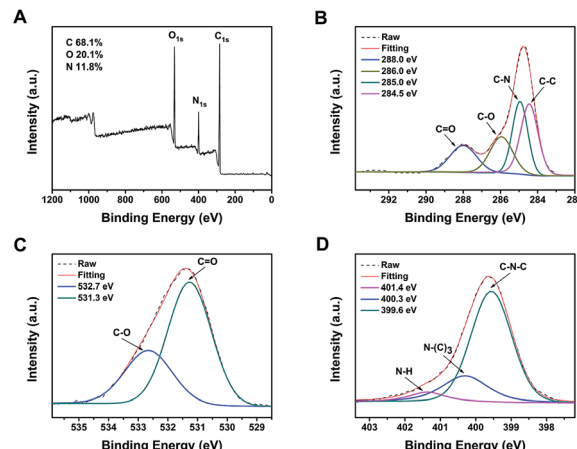 A
C 68.1%
O 20.1%
N 11.8%
O1s
C1s
N1s
Intensity (a.u.)
1200 1000 800 600 400 200 0
Binding Energy (eV)
B
Raw
Fitting
288.0 eV
286.0 eV
285.0 eV
284.5 eV
C-N
C-C
C-O
C=O
Intensity (a.u.)
292 290 288 286 284 28
Binding Energy (eV)
C
Raw
Fitting
532.7 eV
531.3 eV
C=O
C-O
Intensity (a.u.)
535 534 533 532 531 530 529
Binding Energy (eV)
D
Raw
Fitting
401.4 eV
400.3 eV
399.6 eV
C-N-C
N-(C)3
N-H
Intensity (a.u.)
403 402 401 400 399 398
Binding Energy (eV)